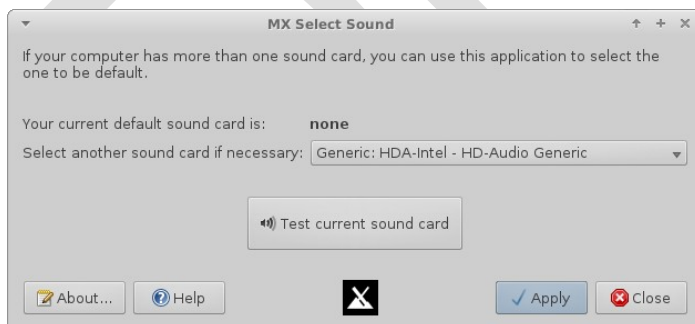 MX Select Sound
If your computer has more than one sound card, you can use this application to select the
one to be default.
Your current default sound card is: none
Select another sound card if necessary: Generic: HDA-Intel - HD-Audio Generic
Test current sound card
About... Help Apply Close